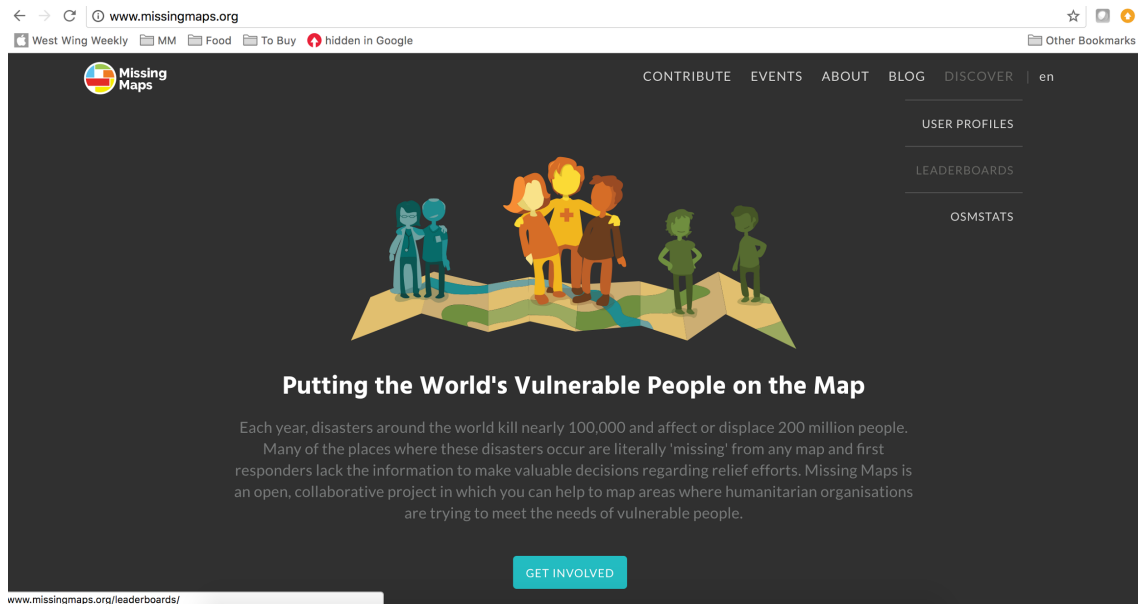 www.missingmaps.org
West Wing Weekly MM Food To Buy hidden in Google Other Bookmarks
Missing
Maps
CONTRIBUTE EVENTS ABOUT BLOG DISCOVER | en
USER PROFILES
LEADERBOARDS
OSMSTATS
Putting the World's Vulnerable People on the Map
Each year, disasters around the world kill nearly 100,000 and affect or displace 200 million people.
Many of the places where these disasters occur are literally 'missing' from any map and first
responders lack the information to make valuable decisions regarding relief efforts. Missing Maps is
an open, collaborative project in which you can help to map areas where humanitarian organisations
are trying to meet the needs of vulnerable people.
GET INVOLVED
www.missingmaps.org/leaderboards/